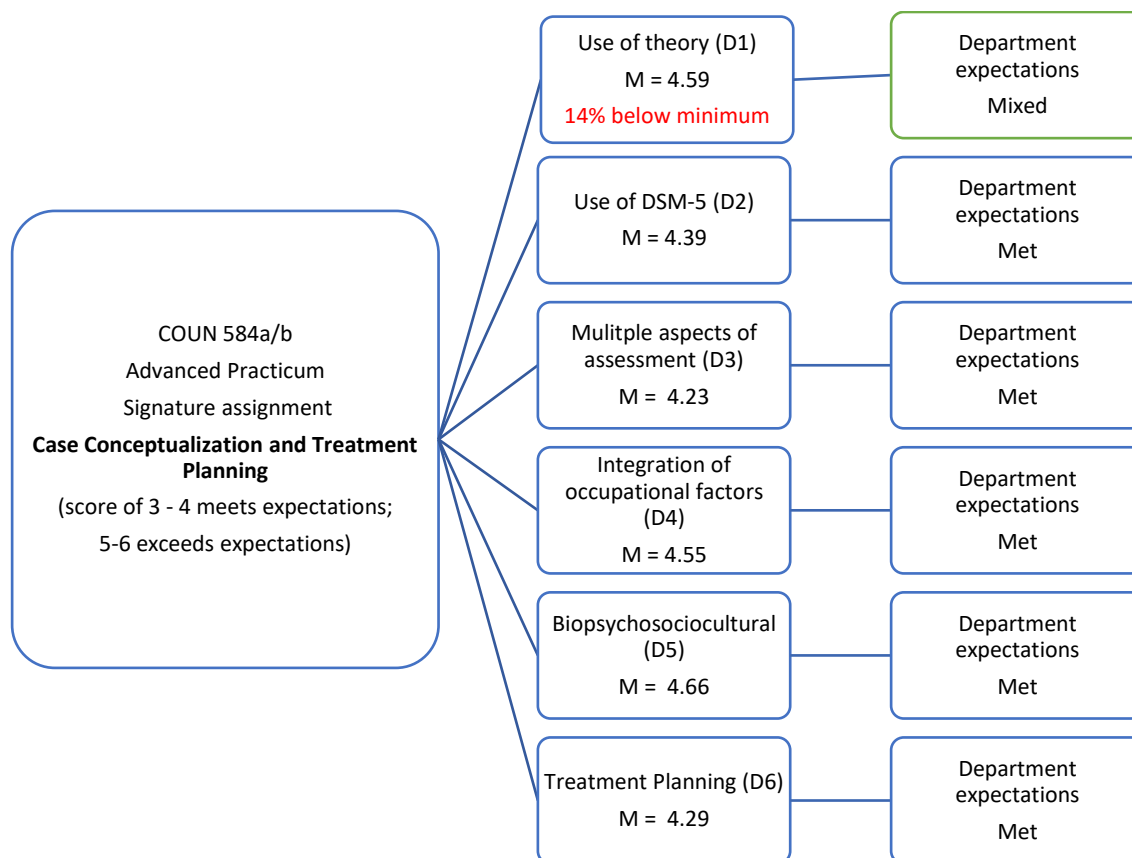 COUN 584a/b
Advanced Practicum
Signature assignment
Case Conceptualization and Treatment
Planning
(score of 3 - 4 meets expectations;
5-6 exceeds expectations)
Use of theory (D1)
M = 4.59
14% below minimum
Department
expectations
Mixed
Use of DSM-5 (D2)
M = 4.39
Department
expectations
Met
Mulitple aspects of
assessment (D3)
M =  4.23
Department
expectations
Met
Integration of
occupational factors
(D4)
M = 4.55
Department
expectations
Met
Biopsychosociocultural
(D5)
M =  4.66
Department
expectations
Met
Treatment Planning (D6)
M =  4.29
Department
expectations
Met